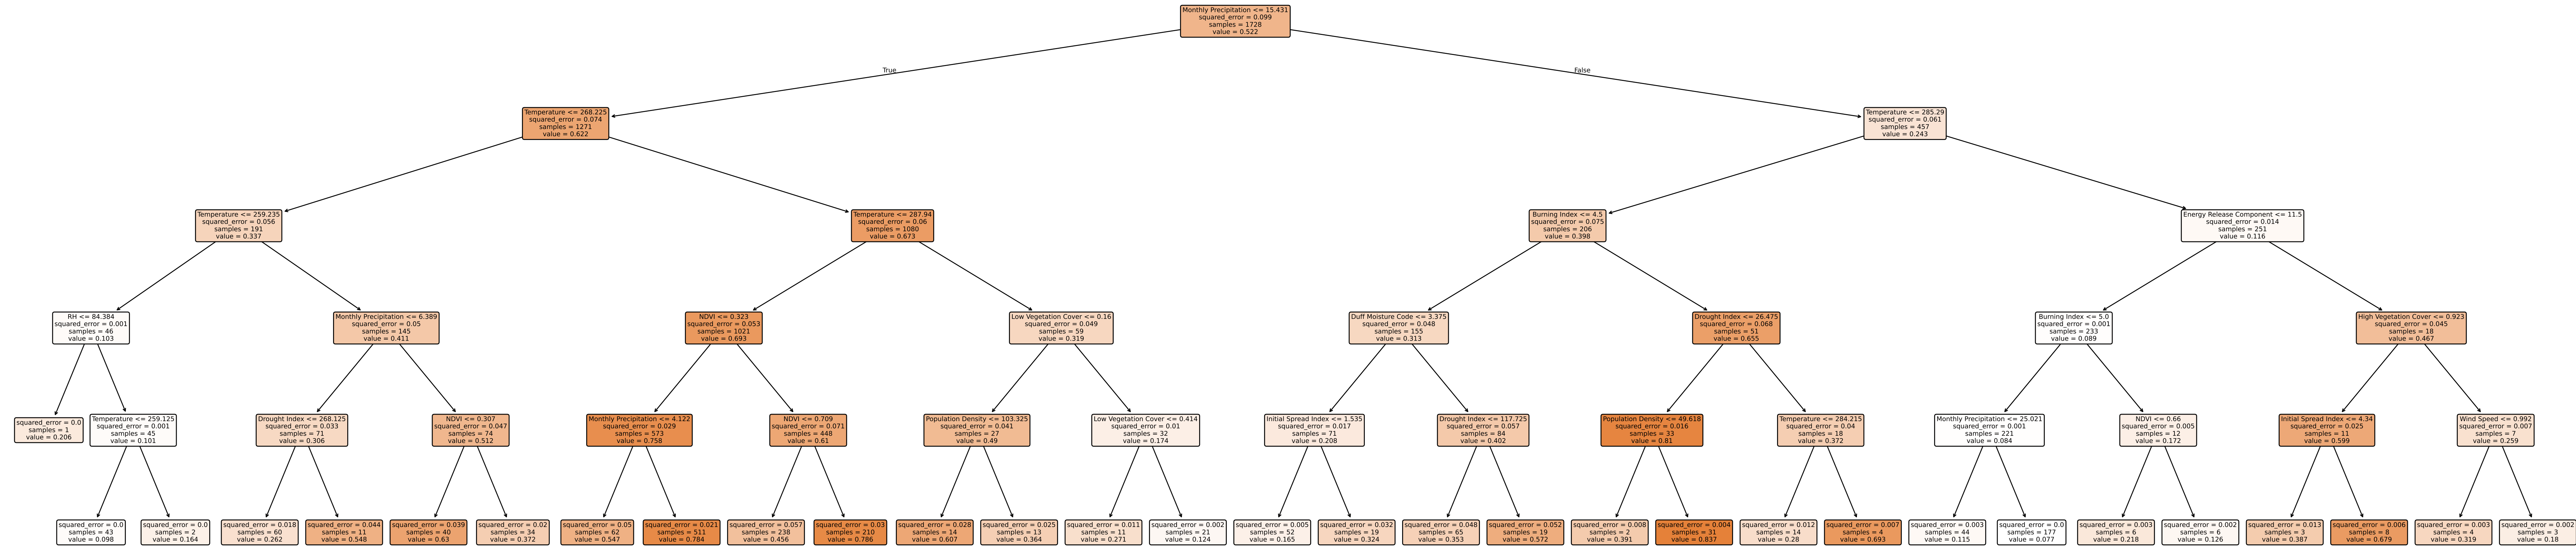 Monthly Precipitation <= 15.431
squared_error = 0.099
samples = 1728
value = 0.522
True
False
Temperature <= 268.225
squared_error = 0.074
samples = 1271
value = 0.622
Temperature <= 285.29
squared_error = 0.061
samples = 457
value = 0.243
Temperature <= 259.235
squared_error = 0.056
samples = 191
value = 0.337
Temperature <= 287.94
squared_error = 0.06
samples = 1080
value = 0.673
Burning Index <= 4.5
squared_error = 0.075
samples = 206
value = 0.398
Energy Release Component <= 11.5
squared_error = 0.014
samples = 251
value = 0.116
RH <= 84.384
squared_error = 0.001
samples = 46
value = 0.103
Monthly Precipitation <= 6.389
squared_error = 0.05
samples = 145
value = 0.411
NDVI <= 0.323
squared_error = 0.053
samples = 1021
value = 0.693
Low Vegetation Cover <= 0.16
squared_error = 0.049
samples = 59
value = 0.319
Duff Moisture Code <= 3.375
squared_error = 0.048
samples = 155
value = 0.313
Drought Index <= 26.475
squared_error = 0.068
samples = 51
value = 0.655
Burning Index <= 5.0
squared_error = 0.001
samples = 233
value = 0.089
High Vegetation Cover <= 0.923
squared_error = 0.045
samples = 18
value = 0.467
squared_error = 0.0
samples = 1
value = 0.206
Temperature <= 259.125
squared_error = 0.001
samples = 45
value = 0.101
Drought Index <= 268.125
squared_error = 0.033
samples = 71
value = 0.306
NDVI <= 0.307
squared_error = 0.047
samples = 74
value = 0.512
Monthly Precipitation <= 4.122
squared_error = 0.029
samples = 573
value = 0.758
NDVI <= 0.709
squared_error = 0.071
samples = 448
value = 0.61
Population Density <= 103.325
squared_error = 0.041
samples = 27
value = 0.49
Low Vegetation Cover <= 0.414
squared_error = 0.01
samples = 32
value = 0.174
Initial Spread Index <= 1.535
squared_error = 0.017
samples = 71
value = 0.208
Drought Index <= 117.725
squared_error = 0.057
samples = 84
value = 0.402
Population Density <= 49.618
squared_error = 0.016
samples = 33
value = 0.81
Temperature <= 284.215
squared_error = 0.04
samples = 18
value = 0.372
Monthly Precipitation <= 25.021
squared_error = 0.001
samples = 221
value = 0.084
NDVI <= 0.66
squared_error = 0.005
samples = 12
value = 0.172
Initial Spread Index <= 4.34
squared_error = 0.025
samples = 11
value = 0.599
Wind Speed <= 0.992
squared_error = 0.007
samples = 7
value = 0.259
squared_error = 0.0
samples = 43
value = 0.098
squared_error = 0.0
samples = 2
value = 0.164
squared_error = 0.018
samples = 60
value = 0.262
squared_error = 0.044
samples = 11
value = 0.548
squared_error = 0.039
samples = 40
value = 0.63
squared_error = 0.02
samples = 34
value = 0.372
squared_error = 0.05
samples = 62
value = 0.547
squared_error = 0.021
samples = 511
value = 0.784
squared_error = 0.057
samples = 238
value = 0.456
squared_error = 0.03
samples = 210
value = 0.786
squared_error = 0.028
samples = 14
value = 0.607
squared_error = 0.025
samples = 13
value = 0.364
squared_error = 0.011
samples = 11
value = 0.271
squared_error = 0.002
samples = 21
value = 0.124
squared_error = 0.005
samples = 52
value = 0.165
squared_error = 0.032
samples = 19
value = 0.324
squared_error = 0.048
samples = 65
value = 0.353
squared_error = 0.052
samples = 19
value = 0.572
squared_error = 0.008
samples = 2
value = 0.391
squared_error = 0.004
samples = 31
value = 0.837
squared_error = 0.012
samples = 14
value = 0.28
squared_error = 0.007
samples = 4
value = 0.693
squared_error = 0.003
samples = 44
value = 0.115
squared_error = 0.0
samples = 177
value = 0.077
squared_error = 0.003
samples = 6
value = 0.218
squared_error = 0.002
samples = 6
value = 0.126
squared_error = 0.013
samples = 3
value = 0.387
squared_error = 0.006
samples = 8
value = 0.679
squared_error = 0.003
samples = 4
value = 0.319
squared_error = 0.002
samples = 3
value = 0.18